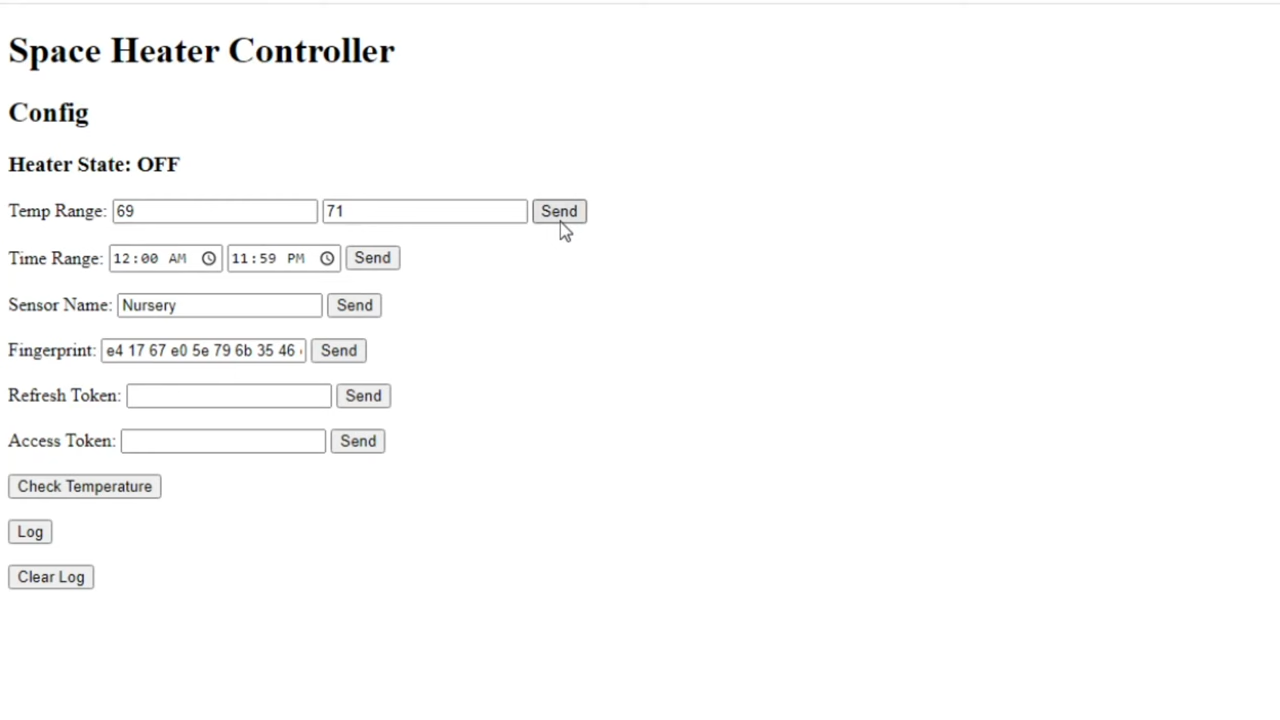 Space Heater Controller
Config
Heater State: OFF
Temp Range: 69 71 Send
Time Range: 12:00 AM 11:59 PM Send
Sensor Name: Nursery Send
Fingerprint: e4 17 67 e0 5e 79 6b 35 46 Send
Refresh Token: Send
Access Token: Send
Check Temperature
Log
Clear Log